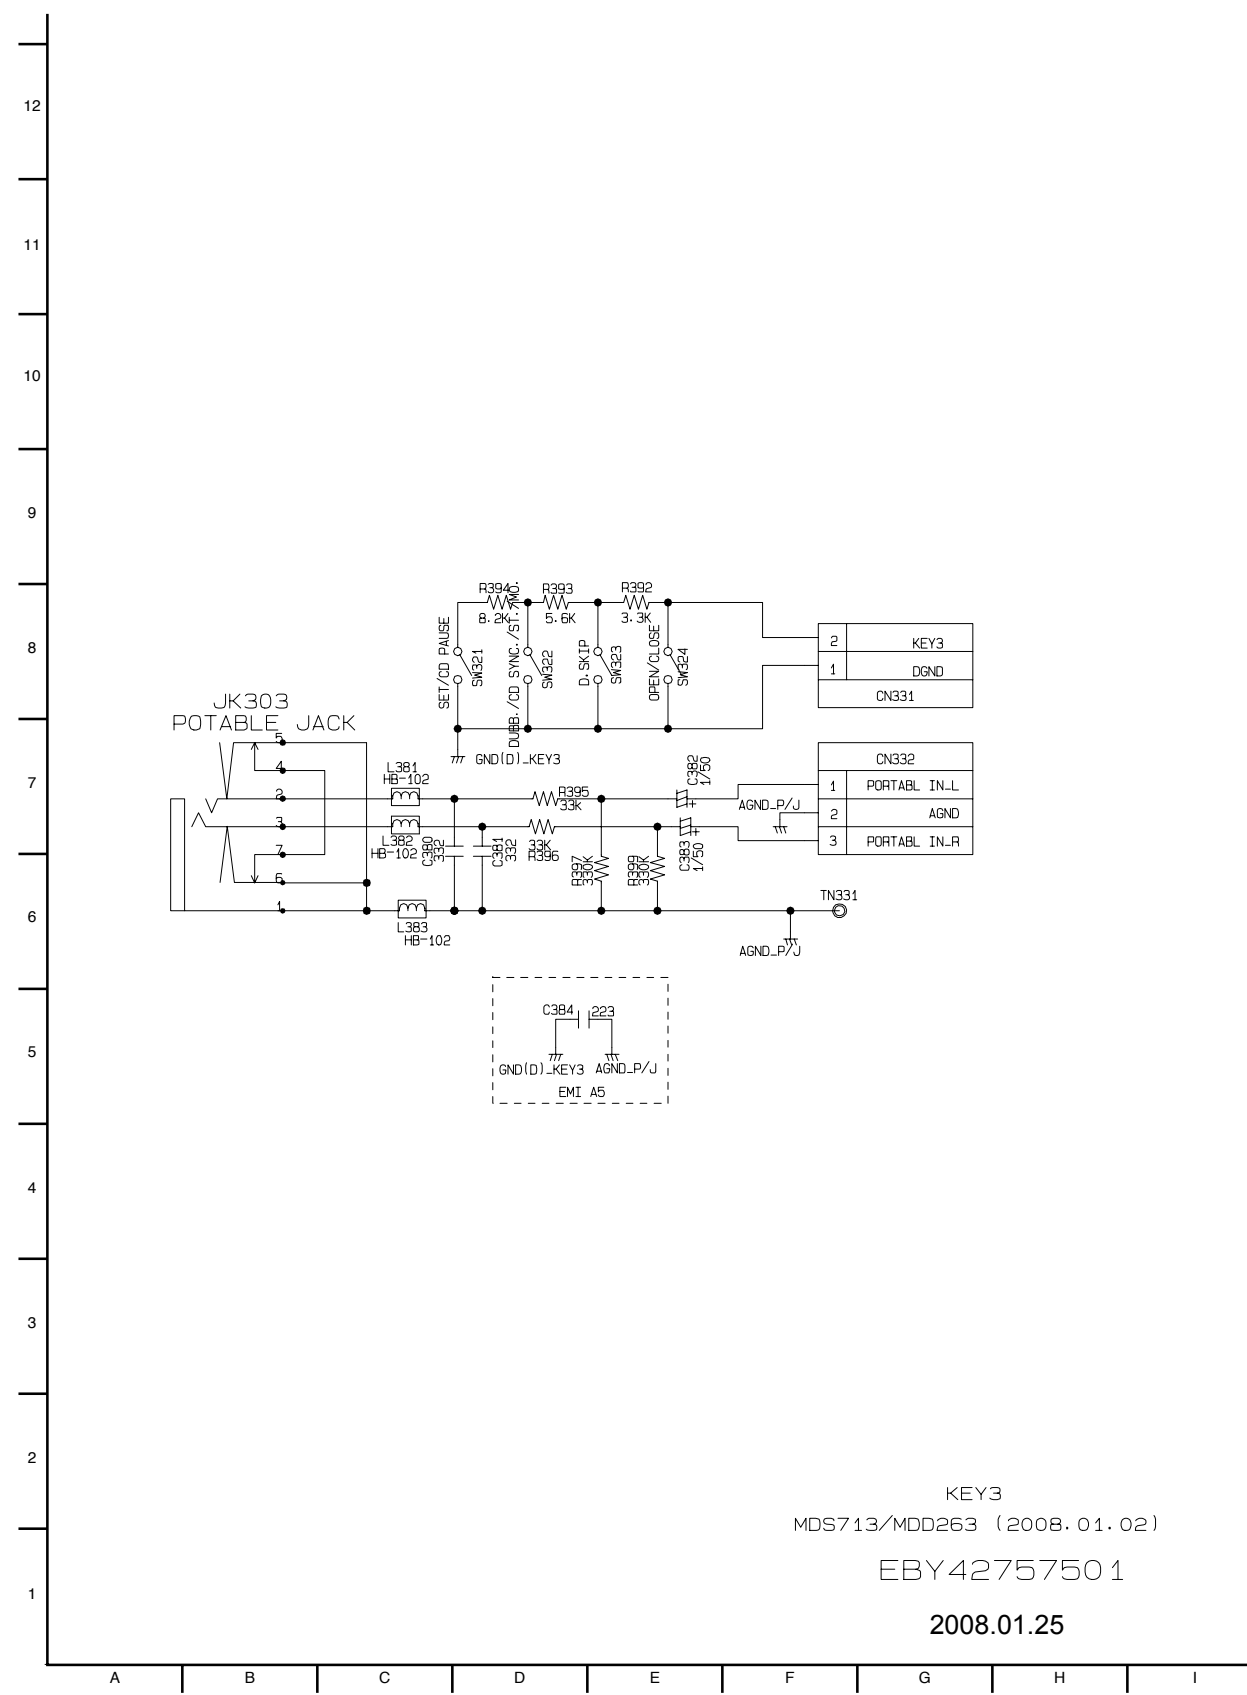 12
11
10
9
8
7
6
5
4
3
2
1
R394
8.2K
R393
5.6K
R392
3.3K
SET/CD PAUSE
SW321
DUBB./CD SYNC./ST./MO.
SW322
D.SKIP
SW323
OPEN/CLOSE
SW324
2 KEY3
1 DGND
CN331
GND(D)_KEY3
JK303
POTABLE JACK
5
4
2
3
7
6
1
L381
HB-102
L382
HB-102
L383
HB-102
C380
332
C381
332
R395
33K
33K
R396
R397
330K
R399
330K
C382
1/50
+
C383
1/50
+
AGND_P/J
CN332
1 PORTABL IN_L
2 AGND
3 PORTABL IN_R
TN331
AGND_P/J
C384 223
GND(D)_KEY3 AGND_P/J
EMI A5
KEY3
MDS713/MDD263 (2008.01.02)
EBY42757501
2008.01.25
A B C D E F G H I